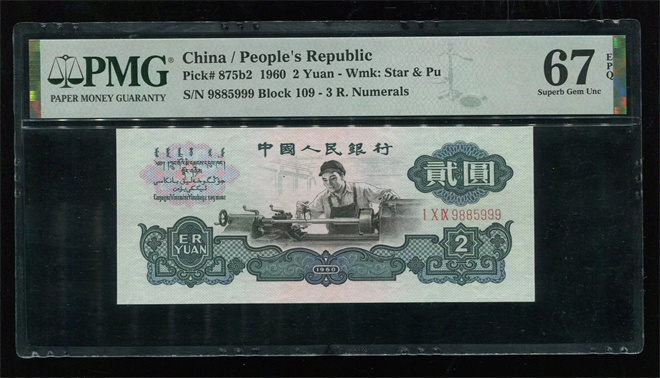 PMG®
PAPER MONEY GUARANTY
China / People's Republic
Pick# 875b2 1960 2 Yuan - Wmk: Star & Pu
S/N 9885999 Block 109 - 3 R. Numerals
67 EPQ
Superb Gem Unc
中國人民銀行
貳圓
I X IX 9885999
ER
YUAN
2
1960